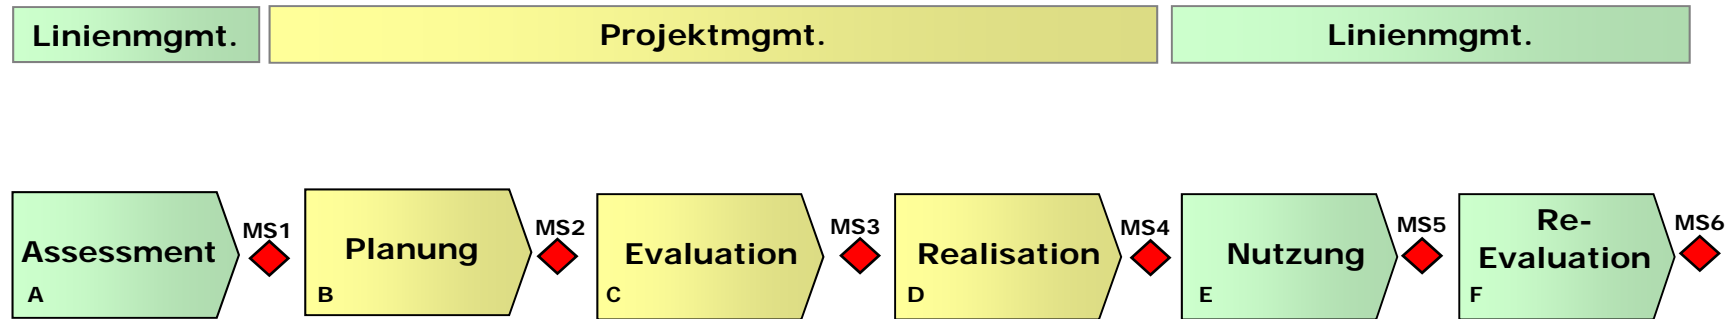 Linienmgmt.
Projektmgmt.
Linienmgmt.
Assessment
A
MS1
Planung
B
MS2
Evaluation
C
MS3
Realisation
D
MS4
Nutzung
E
MS5
Re-
Evaluation
F
MS6